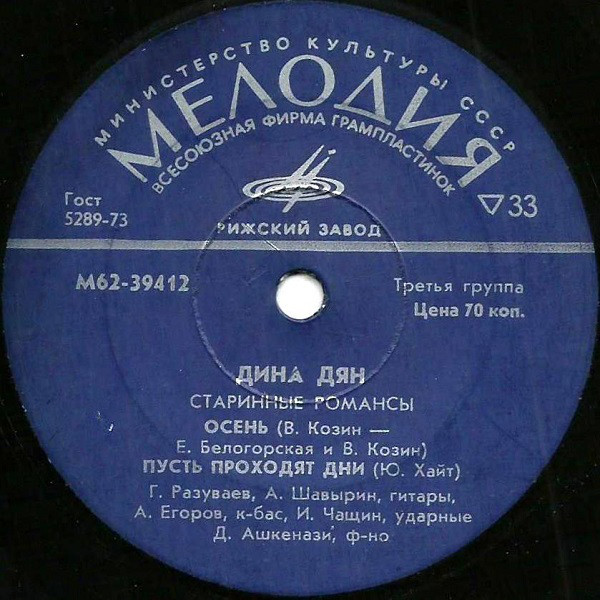 МИНИСТЕРСТВО КУЛЬТУРЫ СССР
МЕЛОДИЯ
ВСЕСОЮЗНАЯ ФИРМА ГРАМПЛАСТИНОК
Гост
5289-73
33
РИЖСКИЙ ЗАВОД
М62-39412
Третья группа
Цена 70 коп.
ДИНА ДЯН
СТАРИННЫЕ РОМАНСЫ
ОСЕНЬ (В. Козин —
Е. Белогорская и В. Козин)
ПУСТЬ ПРОХОДЯТ ДНИ (Ю. Хайт)
Г. Разуваев, А. Шавырин, гитары,
А. Егоров, к-бас, И. Чащин, ударные
Д. Ашкенази, ф-но